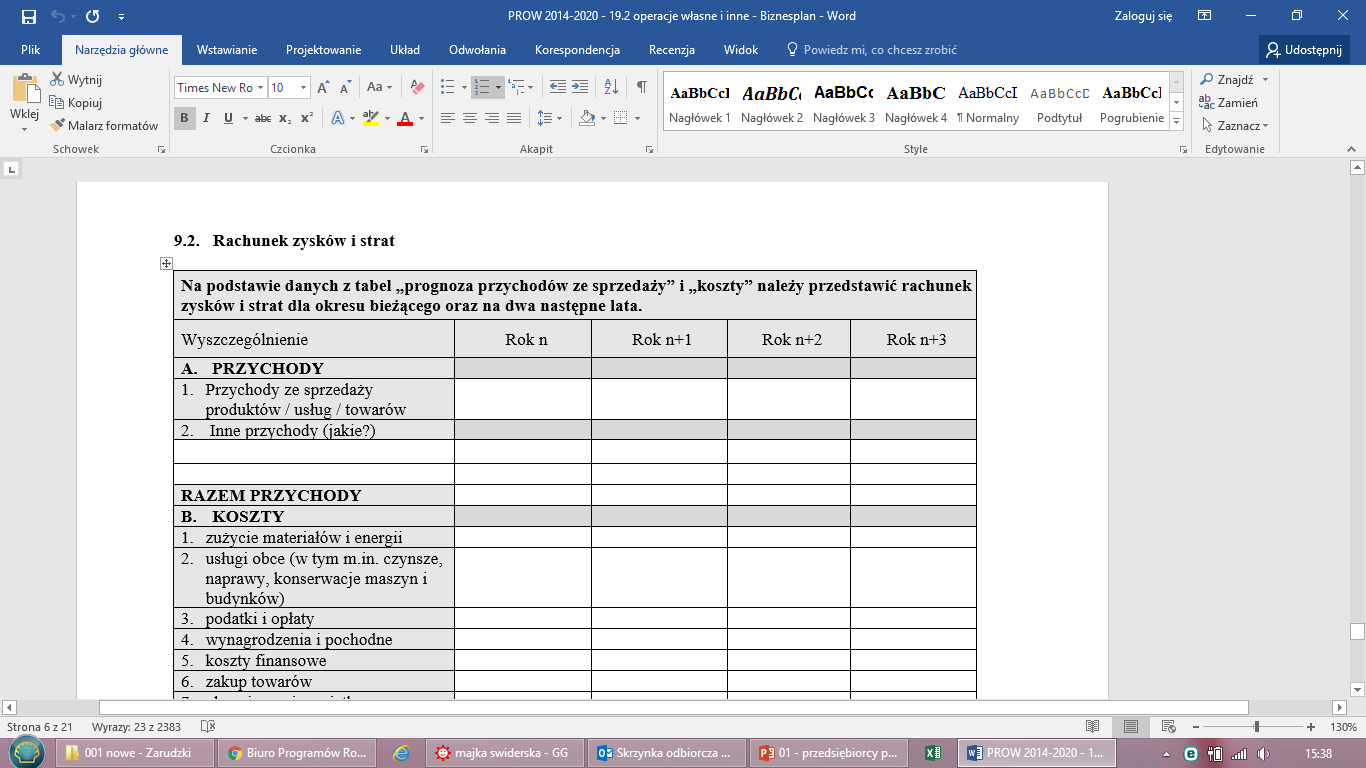 PROW 2014-2020 - 19.2 operacje własne i inne - Biznesplan - Word
Zaloguj się
Plik Narzędzia główne Wstawianie Projektowanie Układ Odwołania Korespondencja Recenzja Widok Powiedz mi, co chcesz zrobić Udostępnij
Wklej
Wytnij
Kopiuj
Malarz formatów
Schowek
Times New Ro 10
Czcionka
Akapit
AaBbCcI AaBbCc AaBbCc AaBbC AaBbCcI AaBbCcD AaBbCcI
Nagłówek 1 Nagłówek 2 Nagłówek 3 Nagłówek 4 ¶ Normalny Podtytuł Pogrubienie
Style
Znajdź
Zamień
Zaznacz
Edytowanie
9.2. Rachunek zysków i strat
Na podstawie danych z tabel „prognoza przychodów ze sprzedaży” i „koszty” należy przedstawić rachunek
zysków i strat dla okresu bieżącego oraz na dwa następne lata.
Wyszczególnienie Rok n Rok n+1 Rok n+2 Rok n+3
A. PRZYCHODY
1. Przychody ze sprzedaży
produktów / usług / towarów
2. Inne przychody (jakie?)
RAZEM PRZYCHODY
B. KOSZTY
1. zużycie materiałów i energii
2. usługi obce (w tym m.in. czynsze,
naprawy, konserwacje maszyn i
budynków)
3. podatki i opłaty
4. wynagrodzenia i pochodne
5. koszty finansowe
6. zakup towarów
Strona 6 z 21 Wyrazy: 23 z 2383 130%
001 nowe - Zarudzki Biuro Programów Ro... majka swiderska - GG Skrzynka odbiorcza ... 01 - przedsiębiorcy p... PROW 2014-2020 - 1... 15:38